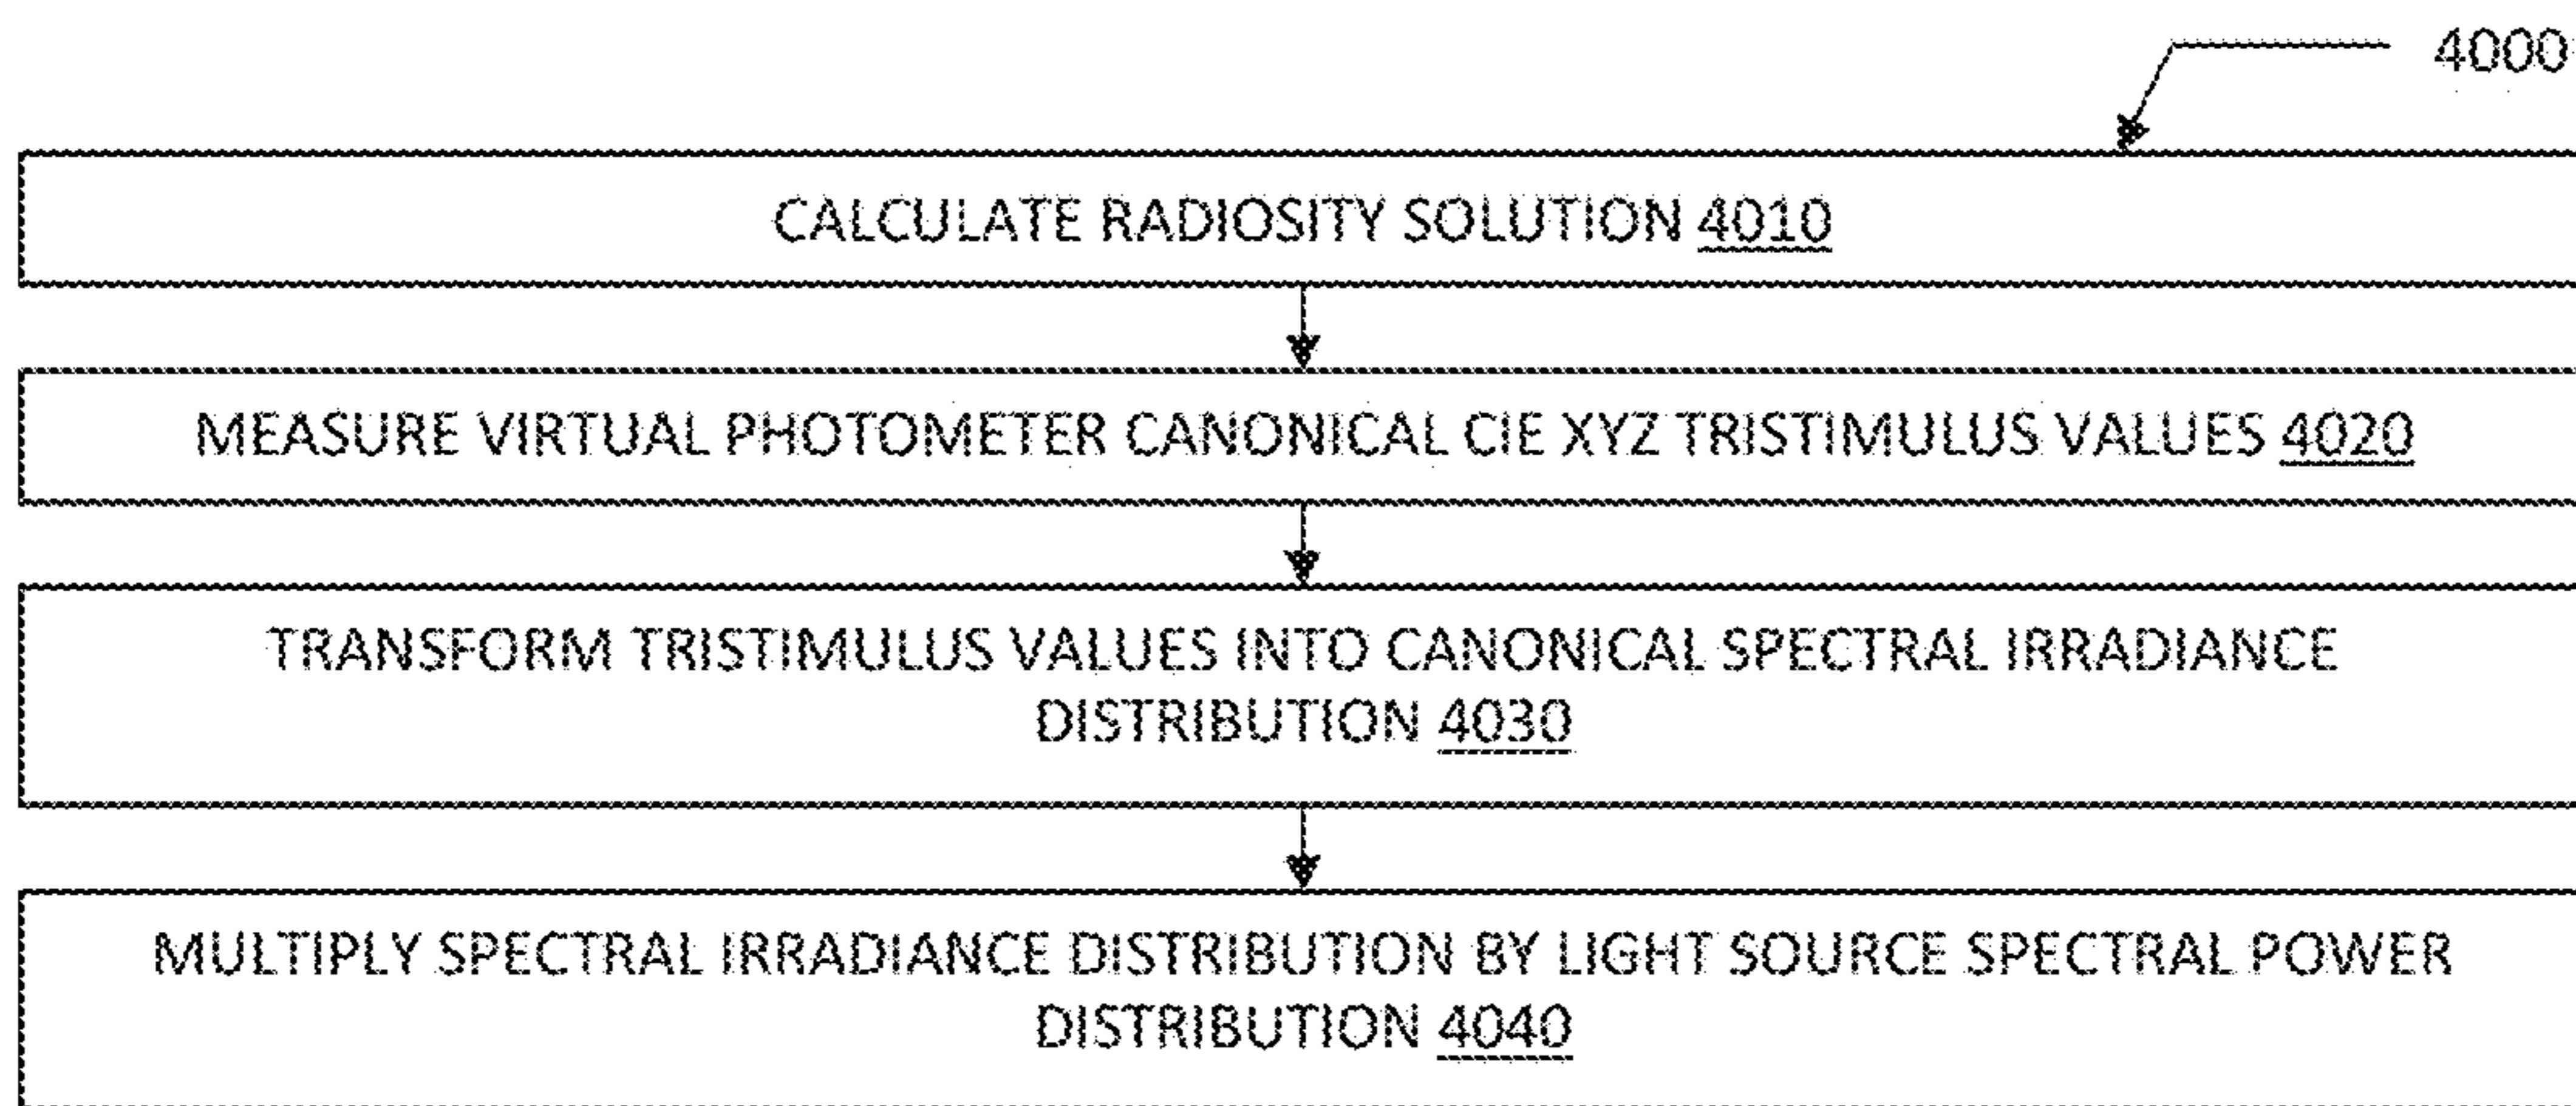 4000
CALCULATE RADIOSITY SOLUTION 4010
MEASURE VIRTUAL PHOTOMETER CANONICAL CIE XYZ TRISTIMULUS VALUES 4020
TRANSFORM TRISTIMULUS VALUES INTO CANONICAL SPECTRAL IRRADIANCE
DISTRIBUTION 4030
MULTIPLY SPECTRAL IRRADIANCE DISTRIBUTION BY LIGHT SOURCE SPECTRAL POWER
DISTRIBUTION 4040